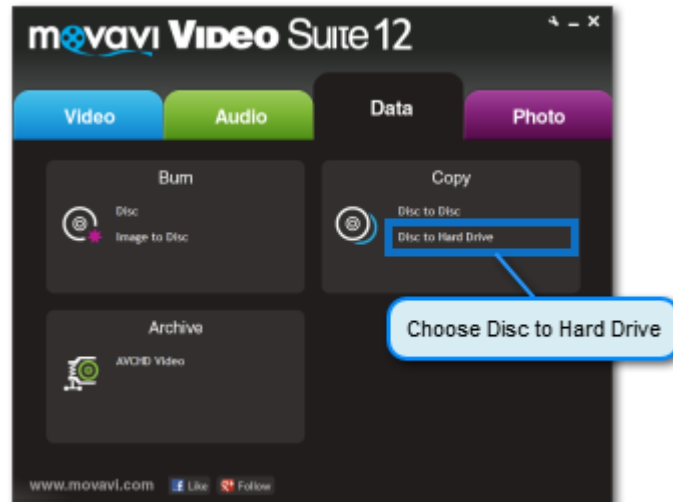 movavi Video Suite 12
Video Audio Data Photo
Burn
Disc
Image to Disc
Copy
Disc to Disc
Disc to Hard Drive
Choose Disc to Hard Drive
Archive
AVCHD Video
www.movavi.com Like Follow